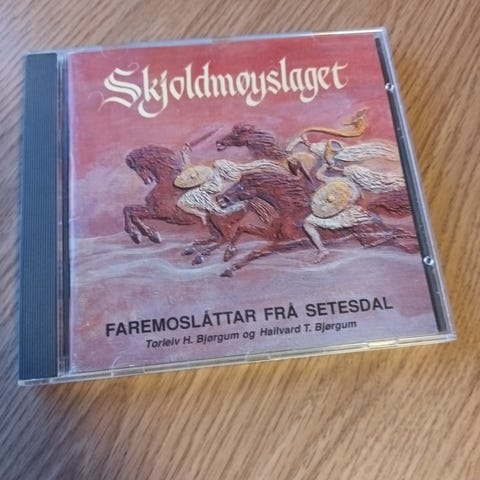 Skjoldmøyslaget
FAREMOSLÅTTAR FRÅ SETESDAL
Torleiv H. Bjørgum og Hallvard T. Bjørgum